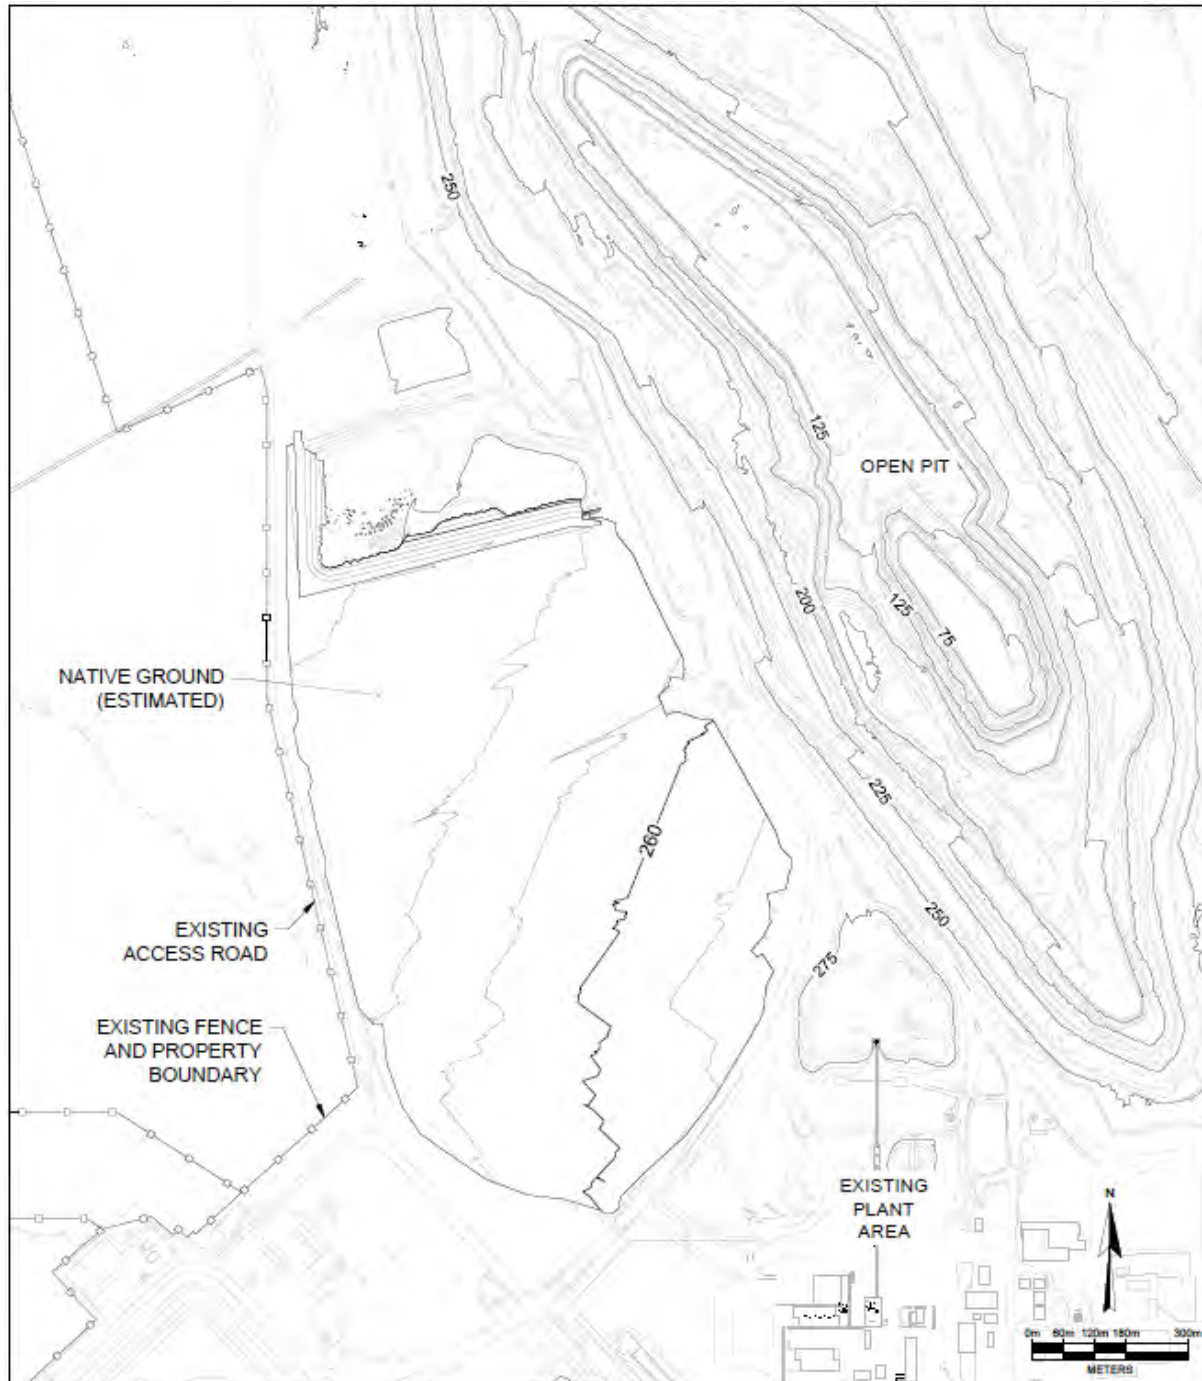 250
125
OPEN PIT
200
125
75
NATIVE GROUND
(ESTIMATED)
225
260
250
EXISTING
ACCESS ROAD
275
EXISTING FENCE
AND PROPERTY
BOUNDARY
EXISTING
PLANT
AREA
N
0m 60m 120m 180m 300m
METERS